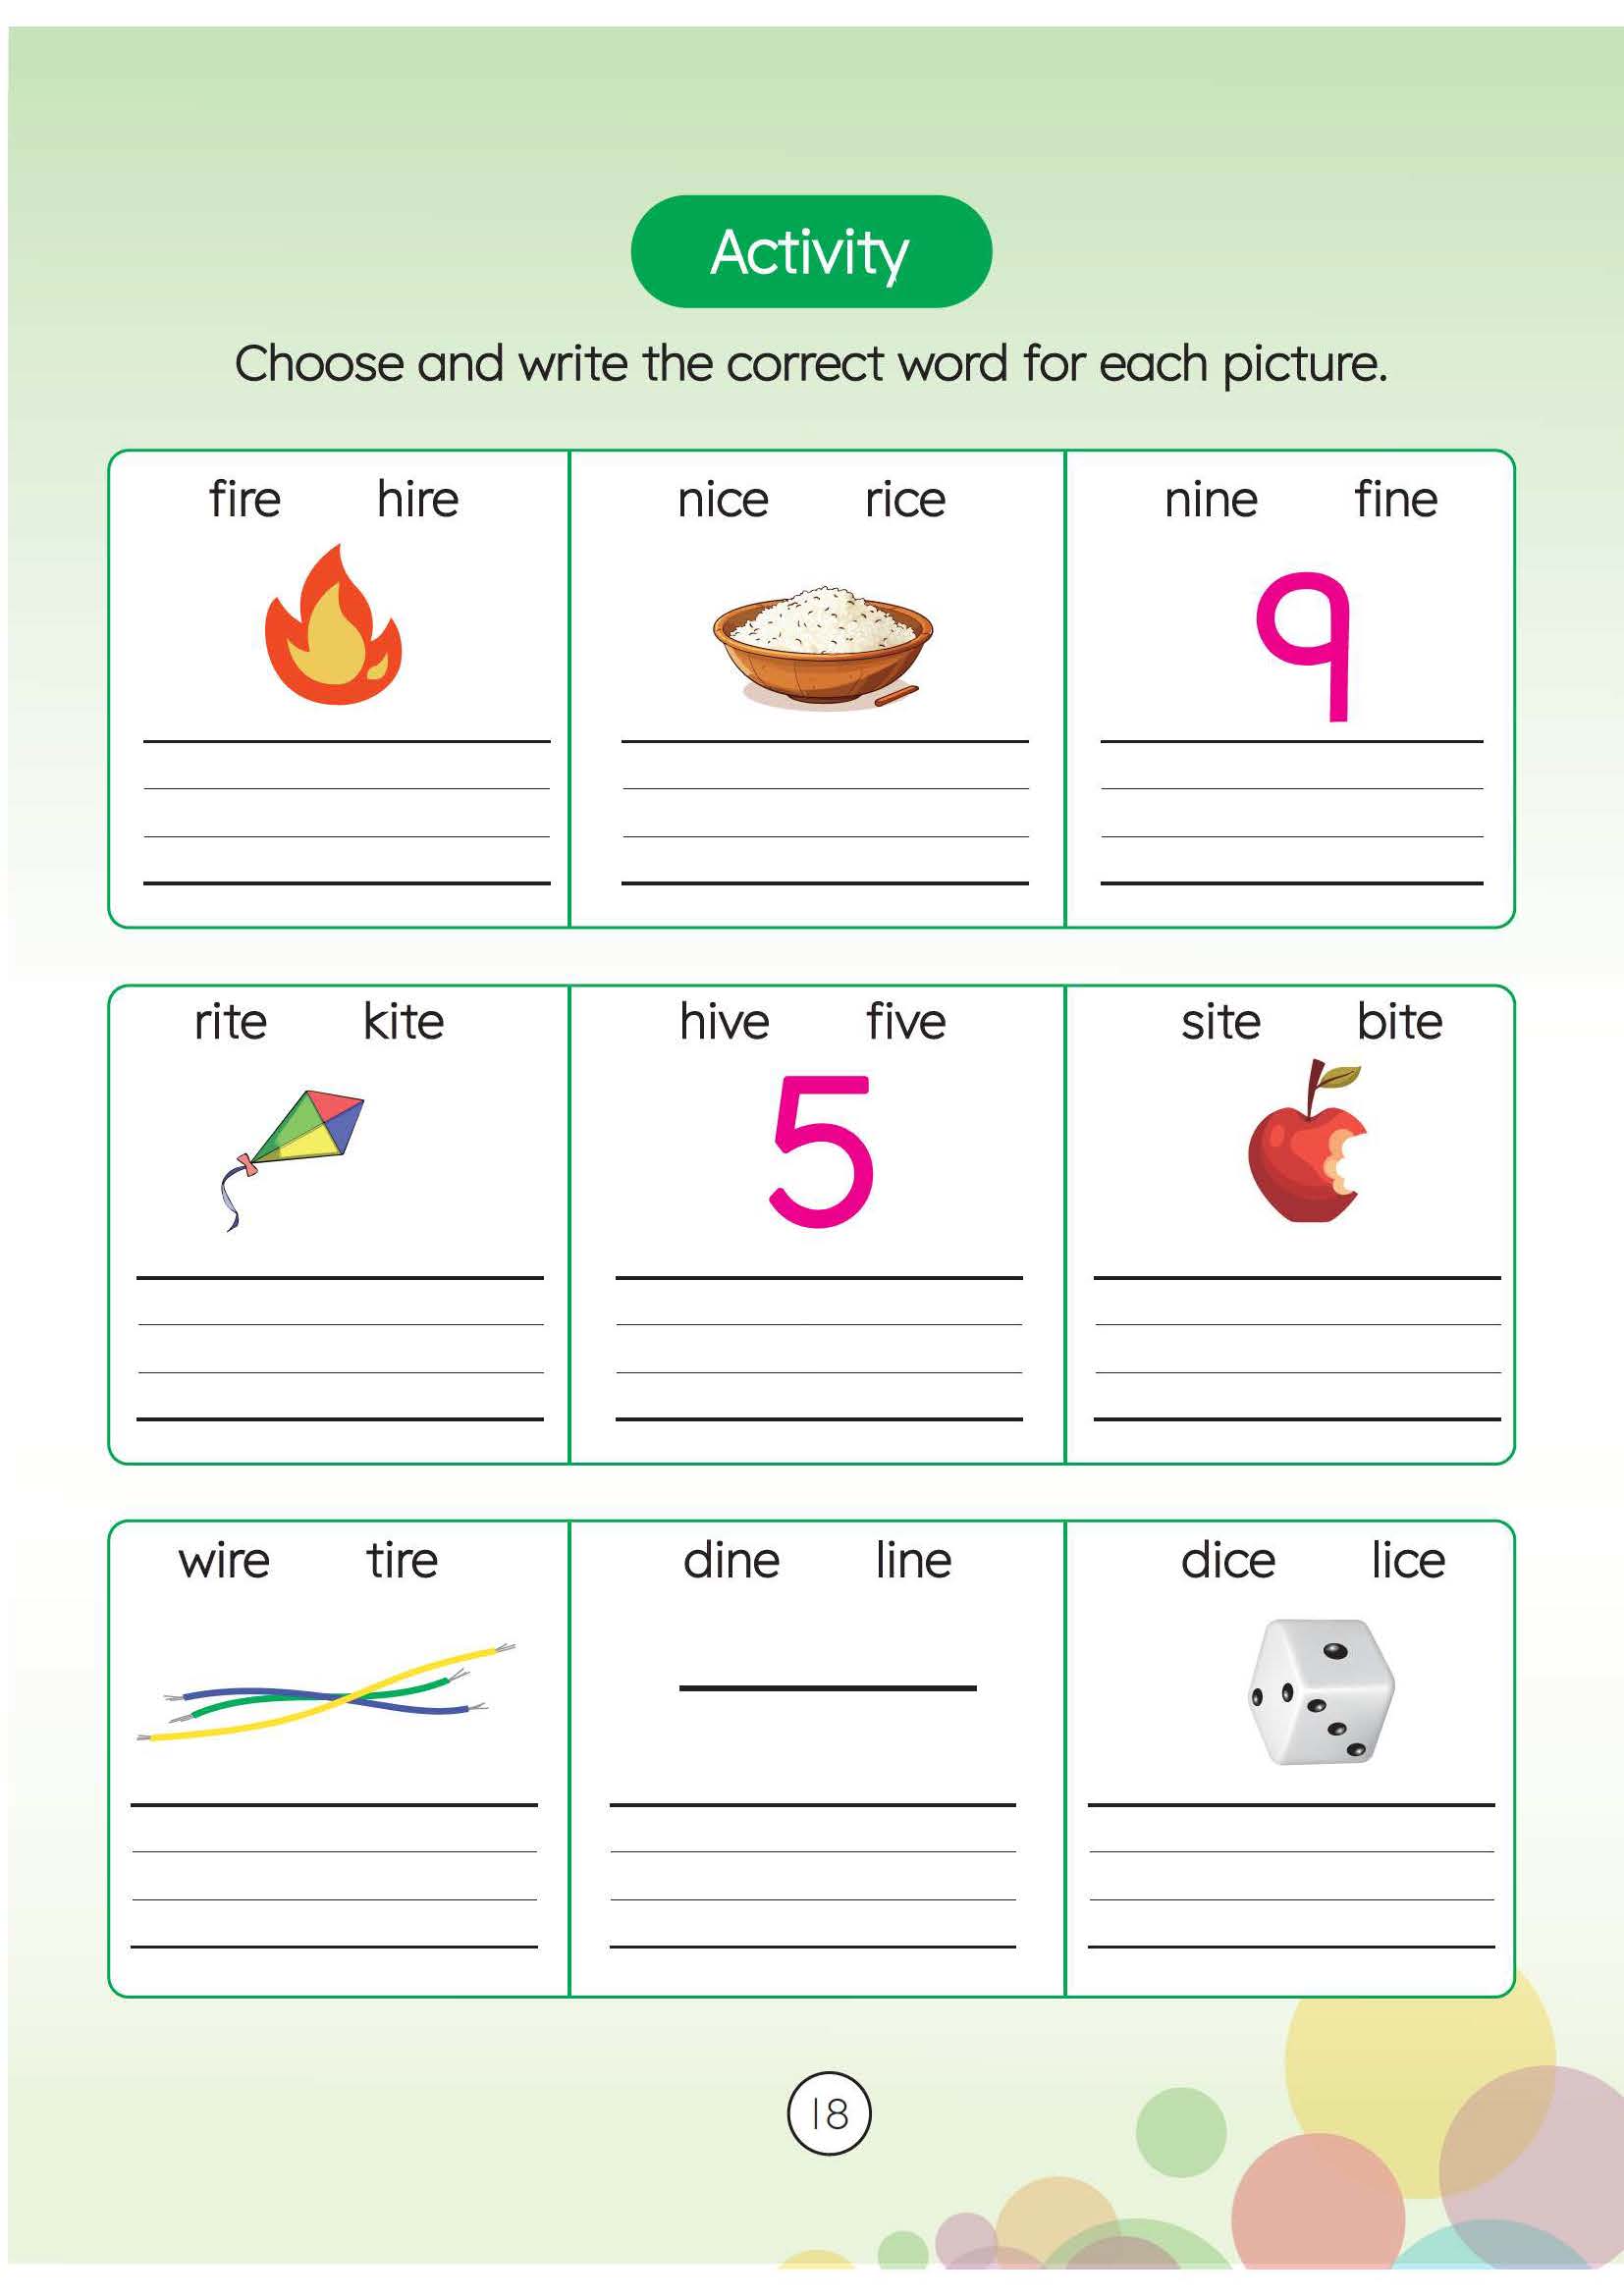 Activity
Choose and write the correct word for each picture.
fire hire
nice rice
nine fine
9
rite kite
hive five
site bite
5
wire tire
dine line
dice lice
18